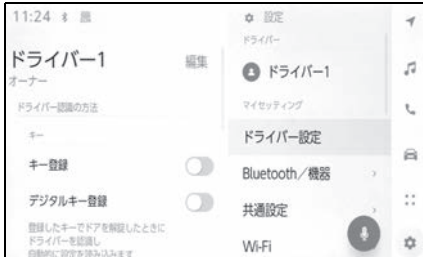 11:24
ドライバー1
編集
オーナー
ドライバー認識の方法
キー
キー登録
デジタルキー登録
登録したキーでドアを解錠したときに
ドライバーを認識し
自動的に設定を読み込みます
設定
ドライバー
ドライバー1
マイセッティング
ドライバー設定
Bluetooth／機器
共通設定
Wi-Fi